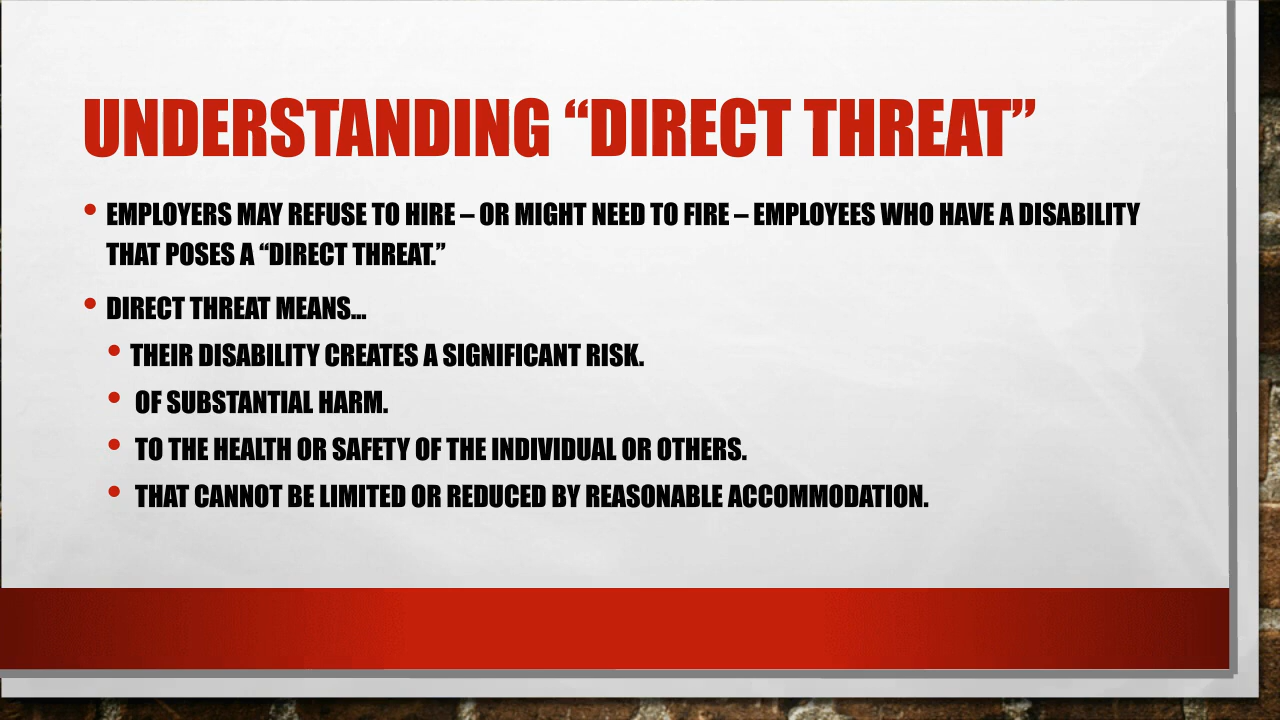 UNDERSTANDING “DIRECT THREAT”
• EMPLOYERS MAY REFUSE TO HIRE – OR MIGHT NEED TO FIRE – EMPLOYEES WHO HAVE A DISABILITY
THAT POSES A “DIRECT THREAT.”
• DIRECT THREAT MEANS…
• THEIR DISABILITY CREATES A SIGNIFICANT RISK.
• OF SUBSTANTIAL HARM.
• TO THE HEALTH OR SAFETY OF THE INDIVIDUAL OR OTHERS.
• THAT CANNOT BE LIMITED OR REDUCED BY REASONABLE ACCOMMODATION.